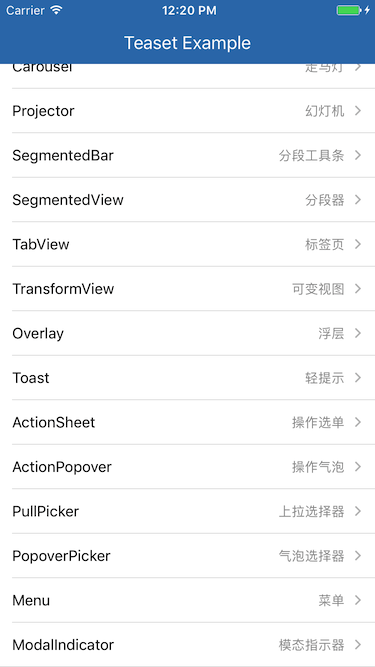 Carrier 12:20 PM
Teaset Example
Carousel 走马灯
Projector 幻灯机
SegmentedBar 分段工具条
SegmentedView 分段器
TabView 标签页
TransformView 可变视图
Overlay 浮层
Toast 轻提示
ActionSheet 操作选单
ActionPopover 操作气泡
PullPicker 上拉选择器
PopoverPicker 气泡选择器
Menu 菜单
ModalIndicator 模态指示器